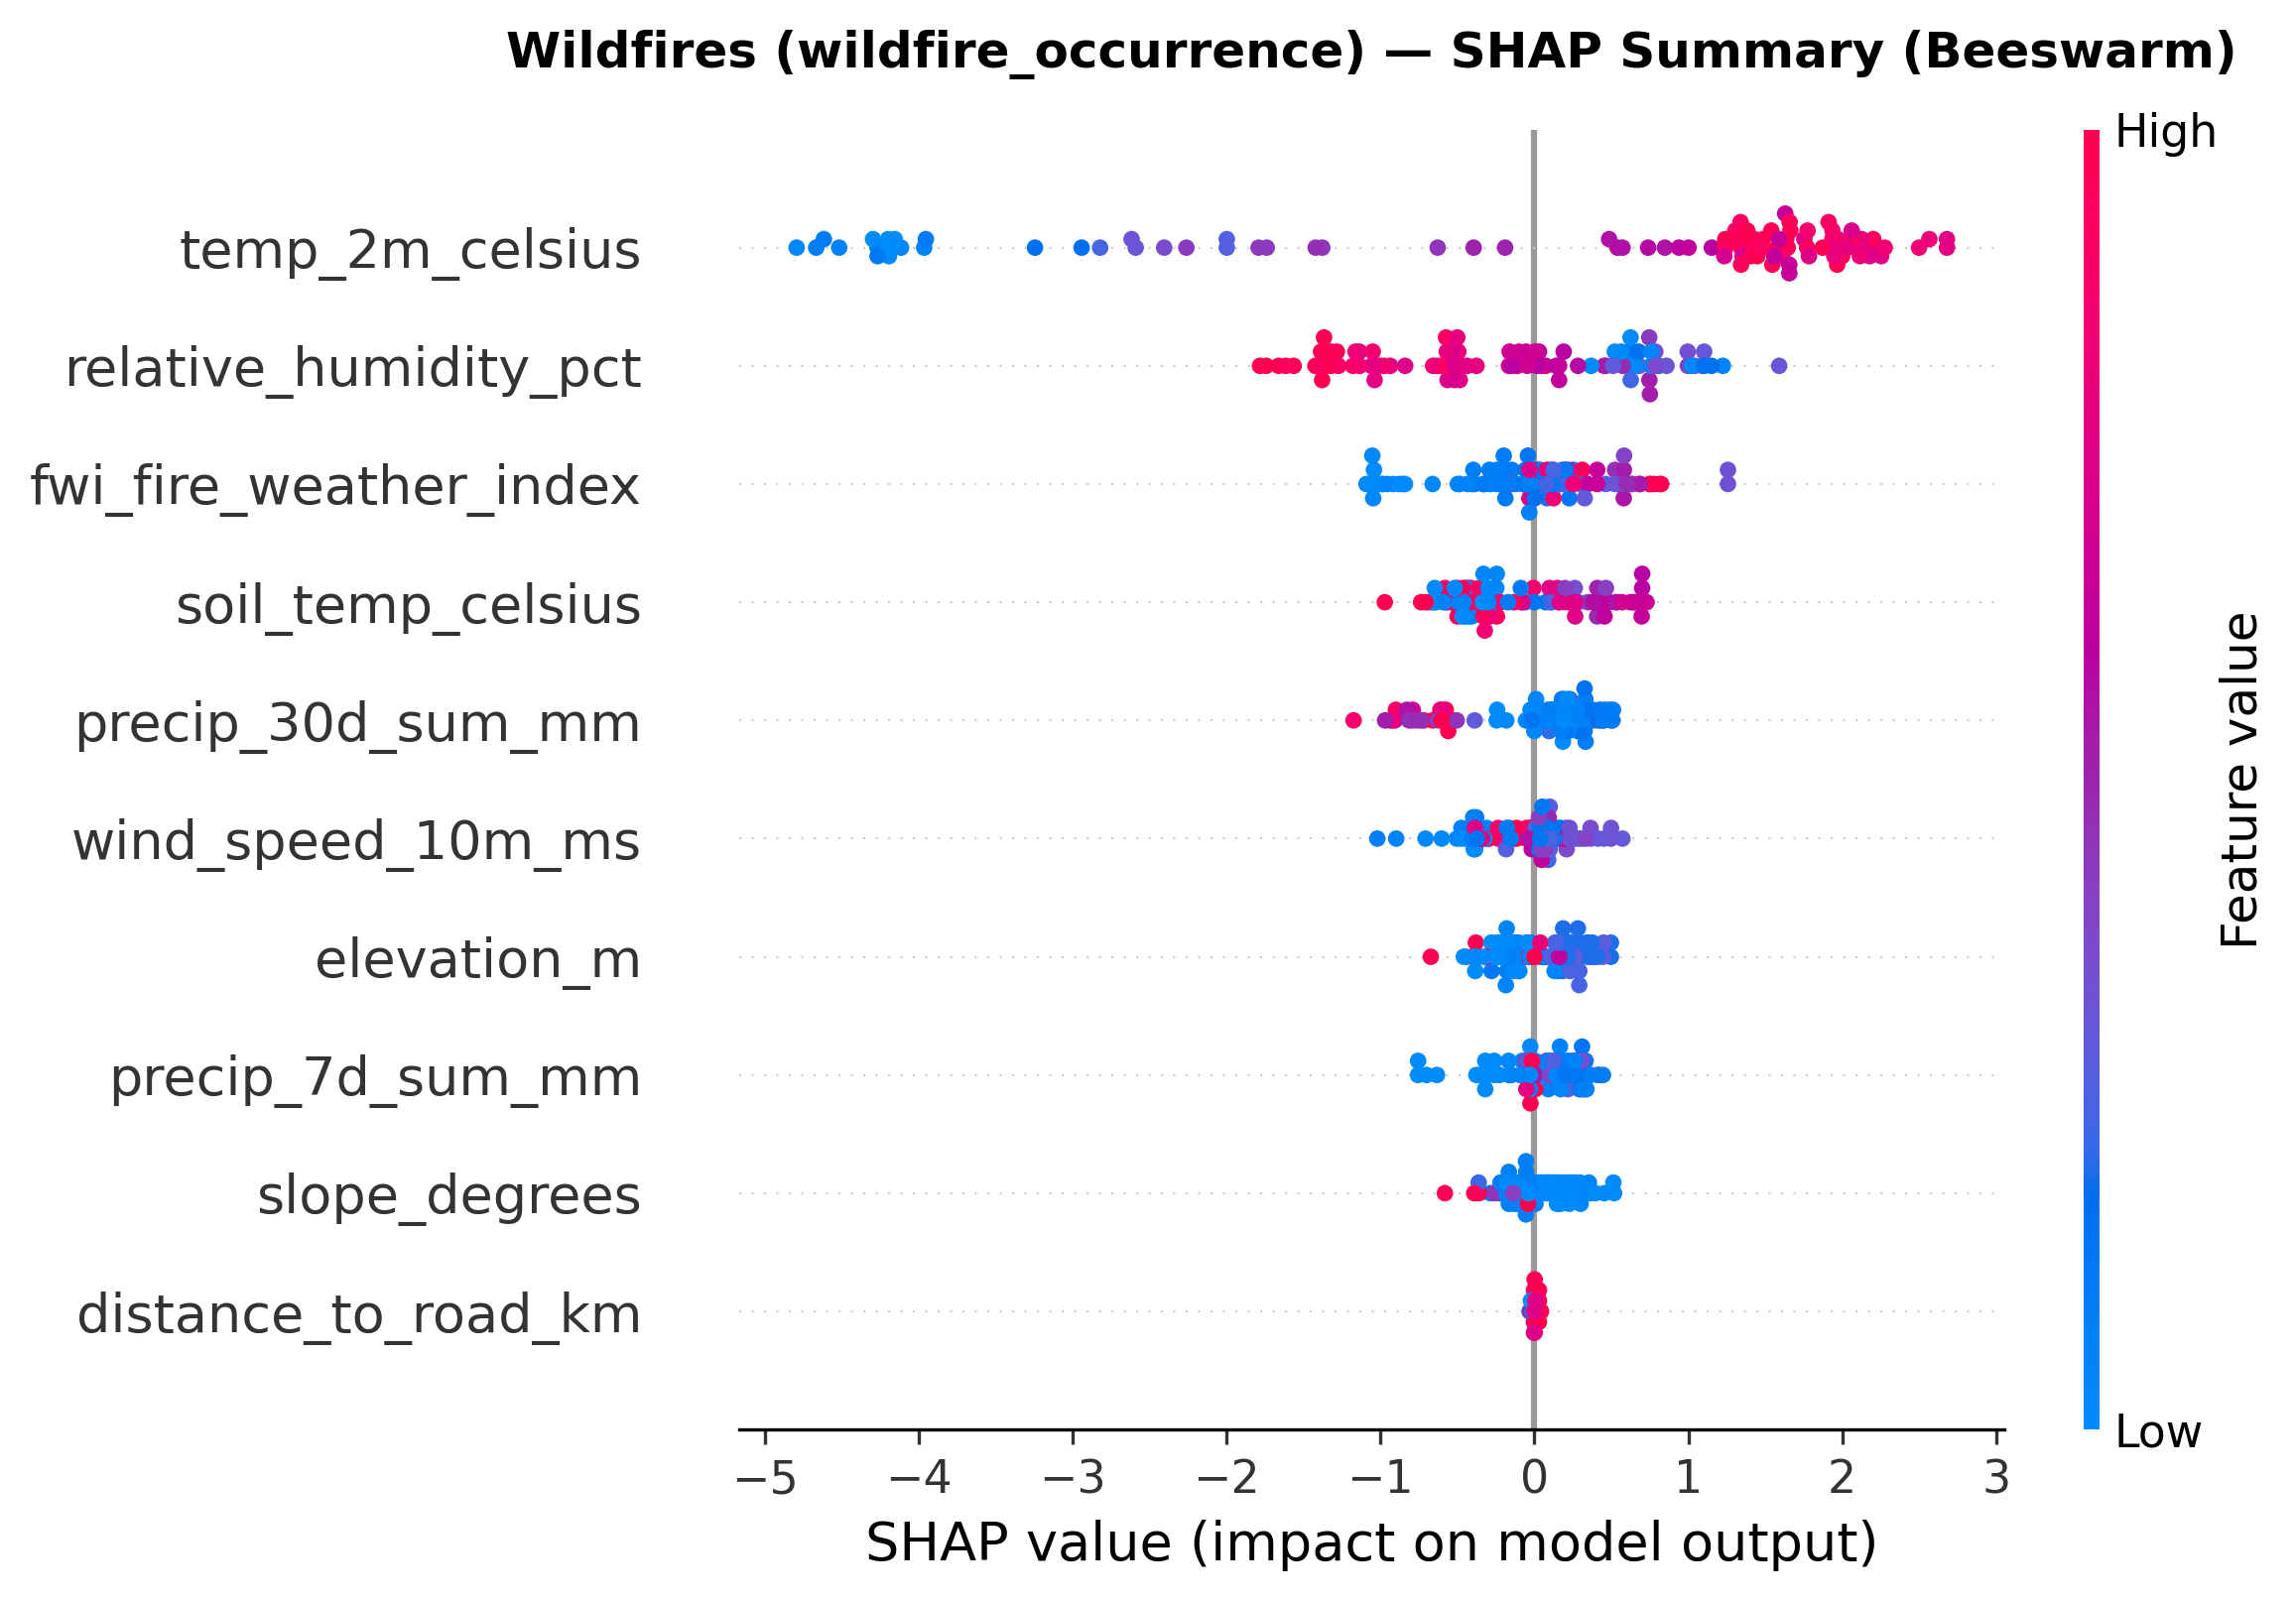 Wildfires (wildfire_occurrence) — SHAP Summary (Beeswarm)
High
temp_2m_celsius
relative_humidity_pct
fwi_fire_weather_index
soil_temp_celsius
precip_30d_sum_mm
wind_speed_10m_ms
elevation_m
precip_7d_sum_mm
slope_degrees
distance_to_road_km
Feature value
Low
−5 −4 −3 −2 −1 0 1 2 3
SHAP value (impact on model output)